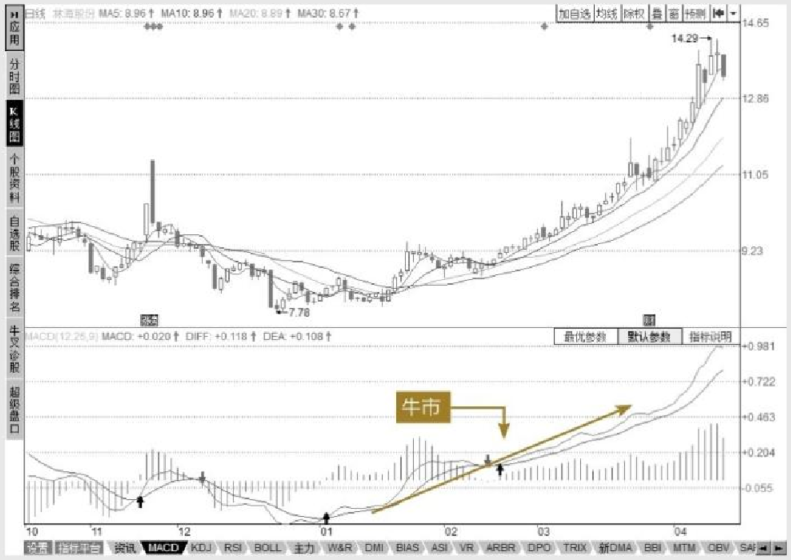 应用
日线 林海股份 MA5: 8.96↑ MA10: 8.96↑ MA20: 8.89↑ MA30: 8.67↑
加自选 均线 除权 叠 窗 预测
分时图
K线图
个股资料
自选股
综合排名
牛叉诊股
超级盘口
14.65
14.29
12.86
11.05
9.23
7.78
MACD(12,26,9) MACD: +0.020↑ DIFF: +0.118↑ DEA: +0.108↑
最优参数 默认参数 指标说明
+0.981
+0.722
+0.463
+0.204
-0.055
牛市
10 11 12 01 02 03 04
设置 指标平台 资讯 MACD KDJ RSI BOLL 主力 W&R DMI BIAS ASI VR ARBR DPO TRIX 新DMA BBI MTM OBV SAR